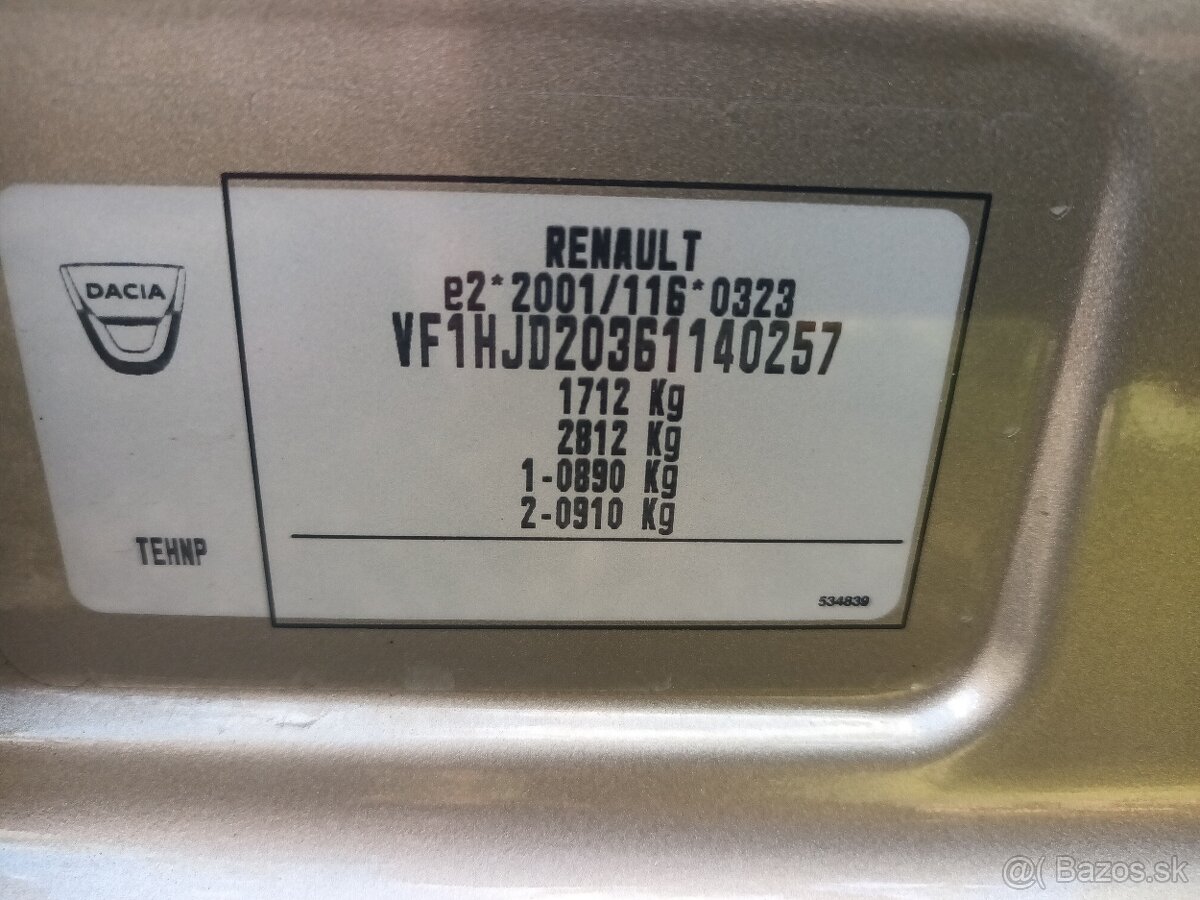 DACIA
TEHNP
RENAULT
e2*2001/116*0323
VF1HJD20361140257
1712 Kg
2812 Kg
1-0890 Kg
2-0910 Kg
534839
@( Bazos.sk